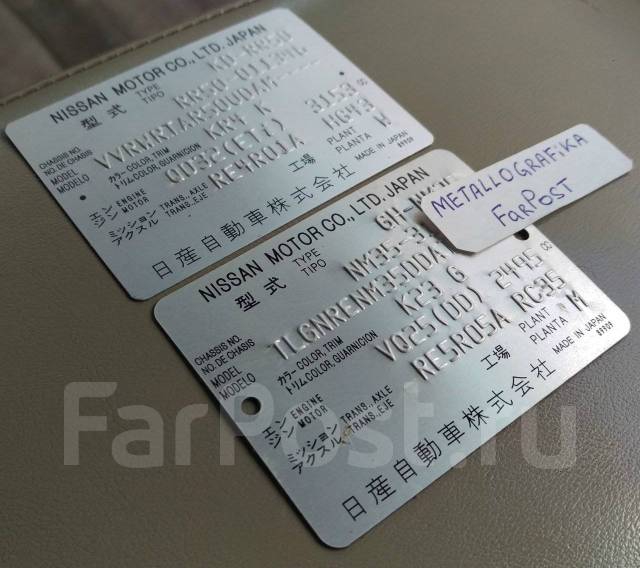 NISSAN MOTOR CO., LTD. JAPAN
型式 TYPE TIPO KD-RR50
CHASSIS NO. NO. DE CHASIS
MODEL MODELO
カラー COLOR, TRIM KR4 K
トリム COLOR, GUARNICION
エンジン ENGINE MOTOR QD32(ETi) 3153 CC
ミッション TRANS., AXLE RE4R01A HG43
アクスル TRANS., EJE
工場 PLANT PLANTA W
日産自動車株式会社 MADE IN JAPAN
89909
METALLOGRAFiKA
FARPOST
NISSAN MOTOR CO., LTD. JAPAN
型式 TYPE TIPO
CHASSIS NO. NO. DE CHASIS
MODEL MODELO TLGNRENM35DDA
カラー COLOR, TRIM K23 G
トリム COLOR, GUARNICION
エンジン ENGINE MOTOR VQ25(DD) 2495 CC
ミッション TRANS., AXLE RE5R05A RC35
アクスル TRANS., EJE
工場 PLANT PLANTA M
日産自動車株式会社 MADE IN JAPAN
89909
FarPost.ru